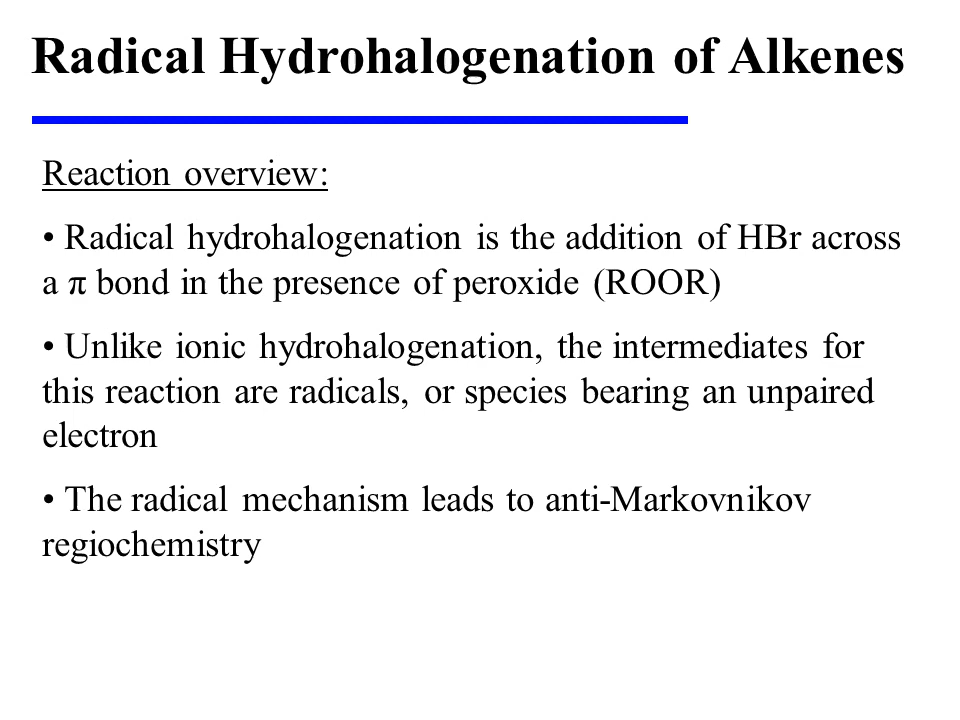 Radical Hydrohalogenation of Alkenes
Reaction overview:
• Radical hydrohalogenation is the addition of HBr across
a π bond in the presence of peroxide (ROOR)
• Unlike ionic hydrohalogenation, the intermediates for
this reaction are radicals, or species bearing an unpaired
electron
• The radical mechanism leads to anti-Markovnikov
regiochemistry